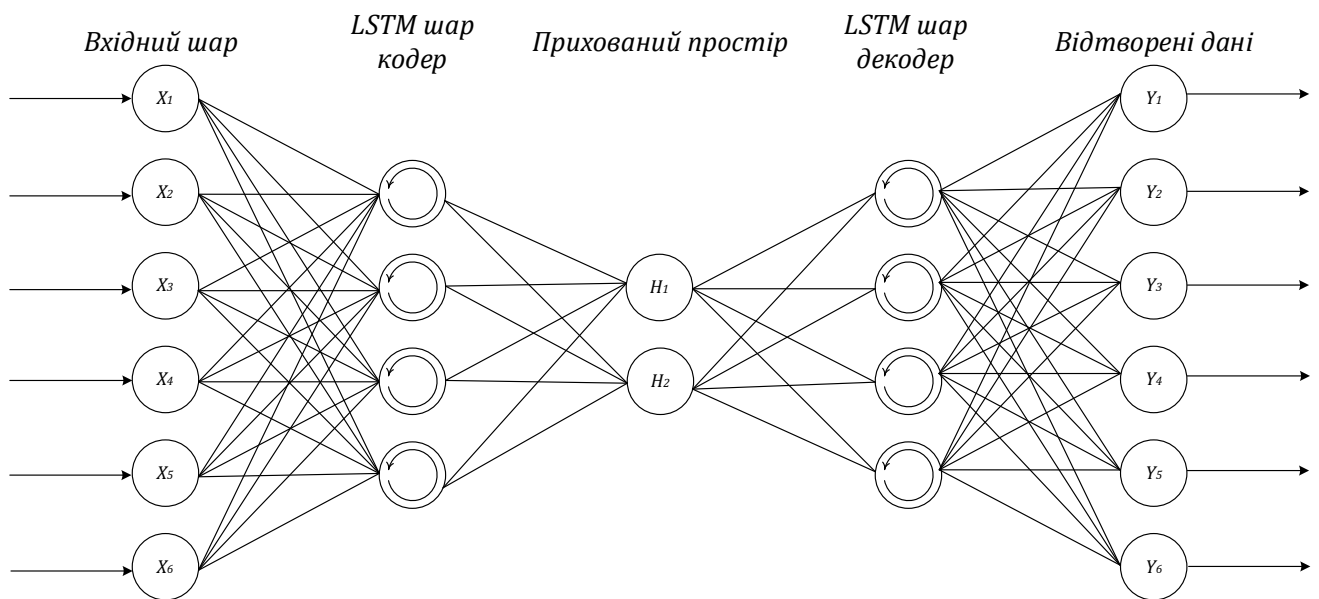 Вхідний шар
LSTM шар
кодер
Прихований простір
LSTM шар
декодер
Відтворені дані
X1
X2
X3
X4
X5
X6
H1
H2
Y1
Y2
Y3
Y4
Y5
Y6